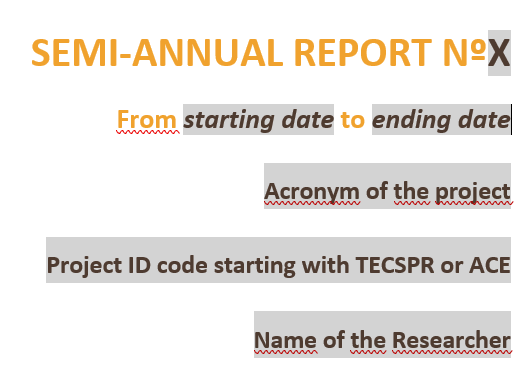 SEMI-ANNUAL REPORT NºX
From starting date to ending date
Acronym of the project
Project ID code starting with TECSPR or ACE
Name of the Researcher